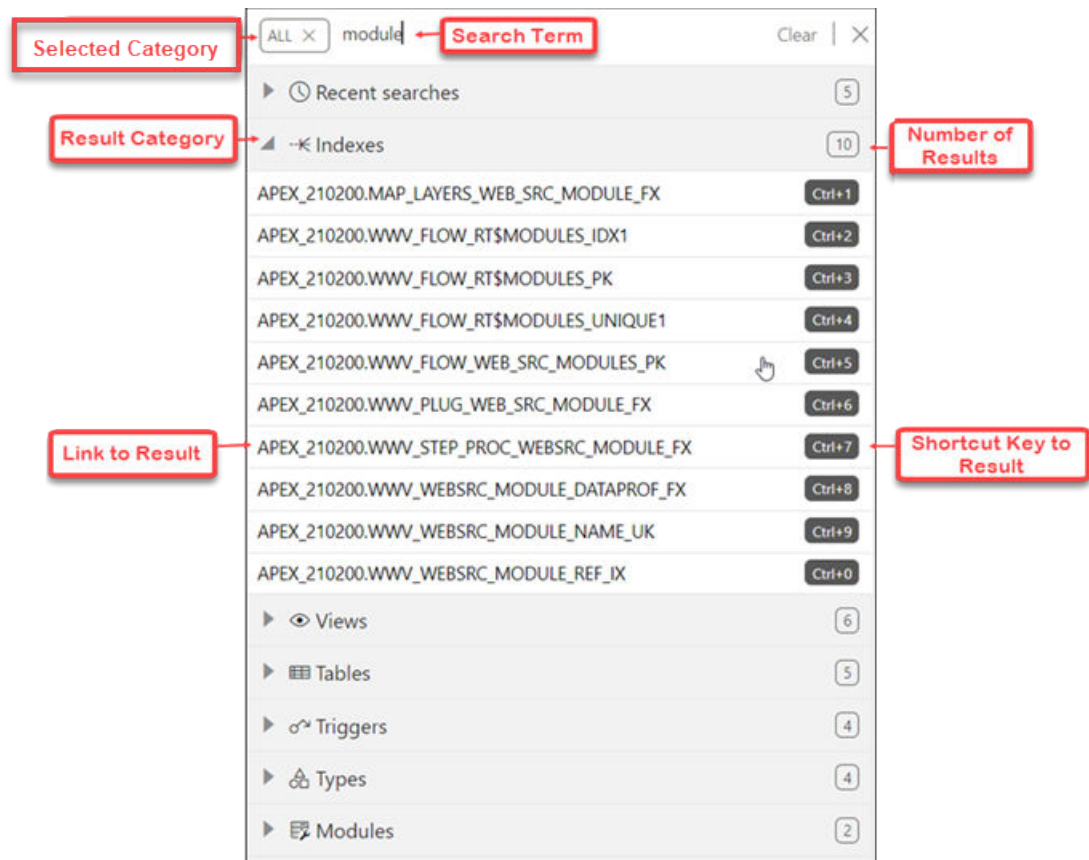 Selected Category
ALL × module
Search Term
Clear
Recent searches
5
Result Category
Indexes
10
Number of
Results
APEX_210200.MAP_LAYERS_WEB_SRC_MODULE_FX
Ctrl+1
APEX_210200.WWV_FLOW_RT$MODULES_IDX1
Ctrl+2
APEX_210200.WWV_FLOW_RT$MODULES_PK
Ctrl+3
APEX_210200.WWV_FLOW_RT$MODULES_UNIQUE1
Ctrl+4
APEX_210200.WWV_FLOW_WEB_SRC_MODULES_PK
Ctrl+5
APEX_210200.WWV_PLUG_WEB_SRC_MODULE_FX
Ctrl+6
Link to Result
APEX_210200.WWV_STEP_PROC_WEBSRC_MODULE_FX
Ctrl+7
Shortcut Key to
Result
APEX_210200.WWV_WEBSRC_MODULE_DATAPROF_FX
Ctrl+8
APEX_210200.WWV_WEBSRC_MODULE_NAME_UK
Ctrl+9
APEX_210200.WWV_WEBSRC_MODULE_REF_IX
Ctrl+0
Views
6
Tables
5
Triggers
4
Types
4
Modules
2